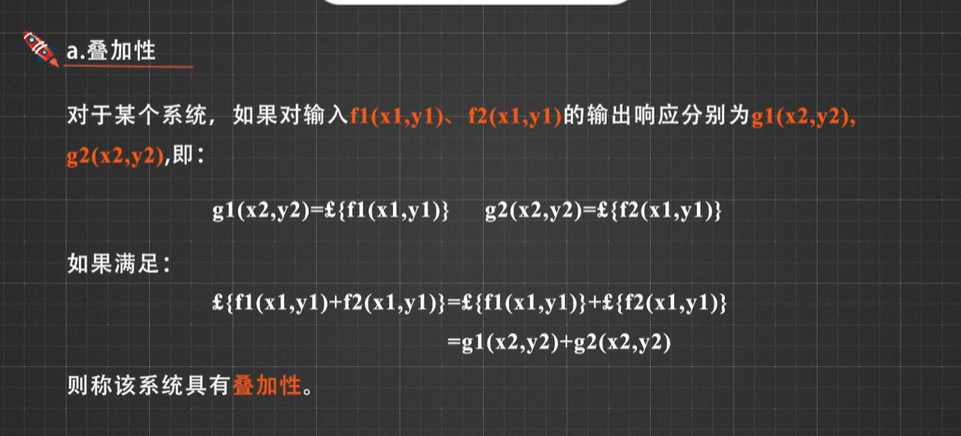 a.叠加性
对于某个系统，如果对输入f1(x1,y1)、f2(x1,y1)的输出响应分别为g1(x2,y2),
g2(x2,y2),即：
g1(x2,y2)=£{f1(x1,y1)} g2(x2,y2)=£{f2(x1,y1)}
如果满足：
£{f1(x1,y1)+f2(x1,y1)}=£{f1(x1,y1)}+£{f2(x1,y1)}
=g1(x2,y2)+g2(x2,y2)
则称该系统具有叠加性。